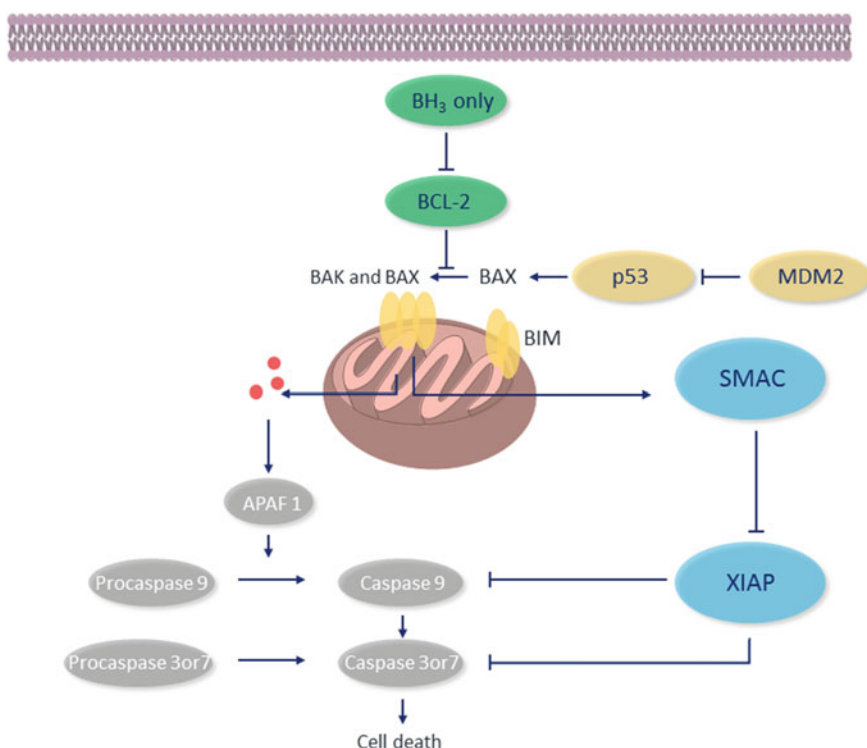 BH₃ only
BCL-2
BAK and BAX
BAX
p53
MDM2
BIM
SMAC
APAF 1
Procaspase 9
Caspase 9
XIAP
Procaspase 3or7
Caspase 3or7
Cell death